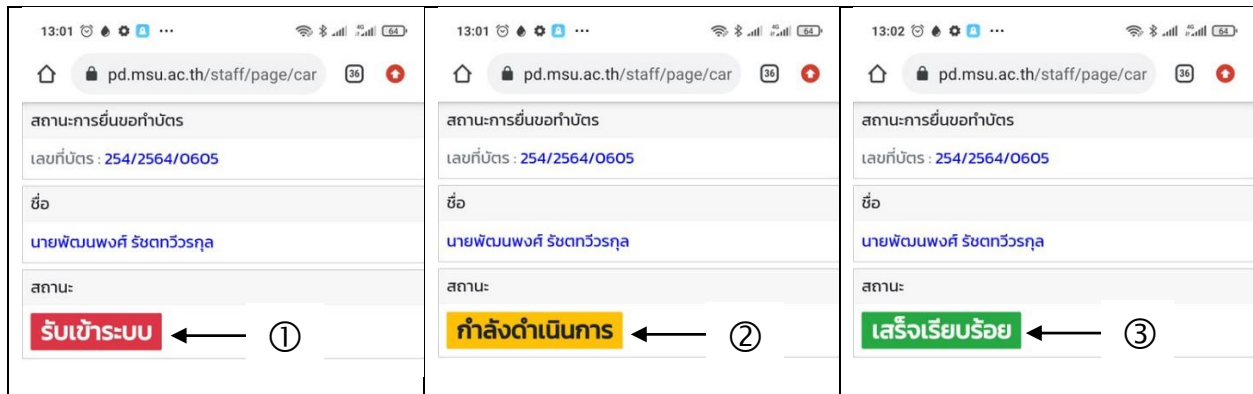 13:01
64
pd.msu.ac.th/staff/page/car
36
สถานะการยื่นขอทำบัตร
เลขที่บัตร : 254/2564/0605
ชื่อ
นายพัฒนพงศ์ รัชตทวีวรกุล
สถานะ
รับเข้าระบบ
①
13:01
64
pd.msu.ac.th/staff/page/car
36
สถานะการยื่นขอทำบัตร
เลขที่บัตร : 254/2564/0605
ชื่อ
นายพัฒนพงศ์ รัชตทวีวรกุล
สถานะ
กำลังดำเนินการ
②
13:02
64
pd.msu.ac.th/staff/page/car
36
สถานะการยื่นขอทำบัตร
เลขที่บัตร : 254/2564/0605
ชื่อ
นายพัฒนพงศ์ รัชตทวีวรกุล
สถานะ
เสร็จเรียบร้อย
③